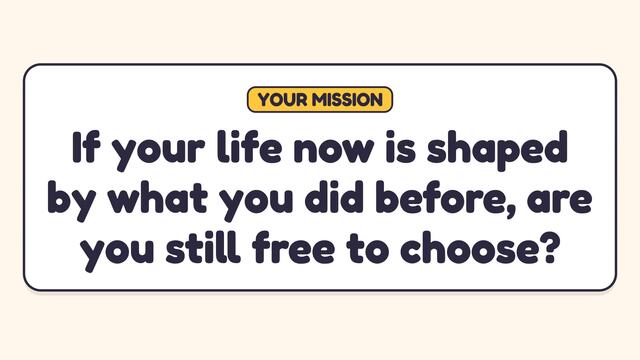 YOUR MISSION
If your life now is shaped
by what you did before, are
you still free to choose?